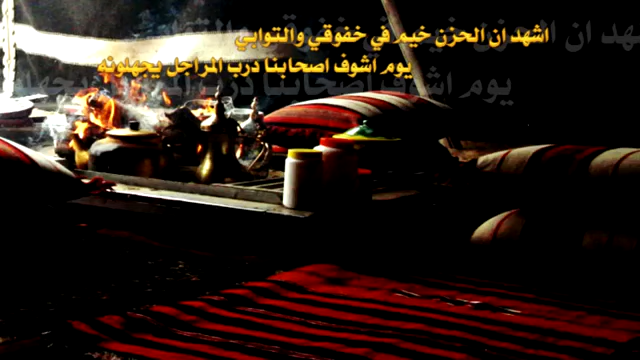 اشهد ان الحزن خيم في خفوقي والتوابي
يوم اشوف اصحابنا درب المراجل يجهلونه